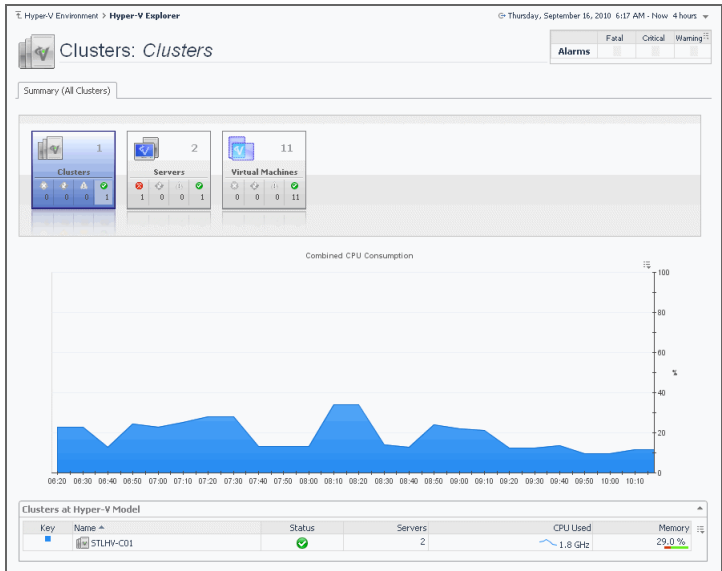 Hyper-V Environment > Hyper-V Explorer
Thursday, September 16, 2010 6:17 AM - Now 4 hours
Clusters: Clusters
Fatal Critical Warning
Alarms
Summary (All Clusters)
1
Clusters
0 0 0 1
2
Servers
1 0 0 1
11
Virtual Machines
0 0 0 11
Combined CPU Consumption
100
80
60
%
40
20
0
06:20 06:30 06:40 06:50 07:00 07:10 07:20 07:30 07:40 07:50 08:00 08:10 08:20 08:30 08:40 08:50 09:00 09:10 09:20 09:30 09:40 09:50 10:00 10:10
Clusters at Hyper-V Model
Key Name Status Servers CPU Used Memory
STLHV-C01 2 1.8 GHz 29.0 %